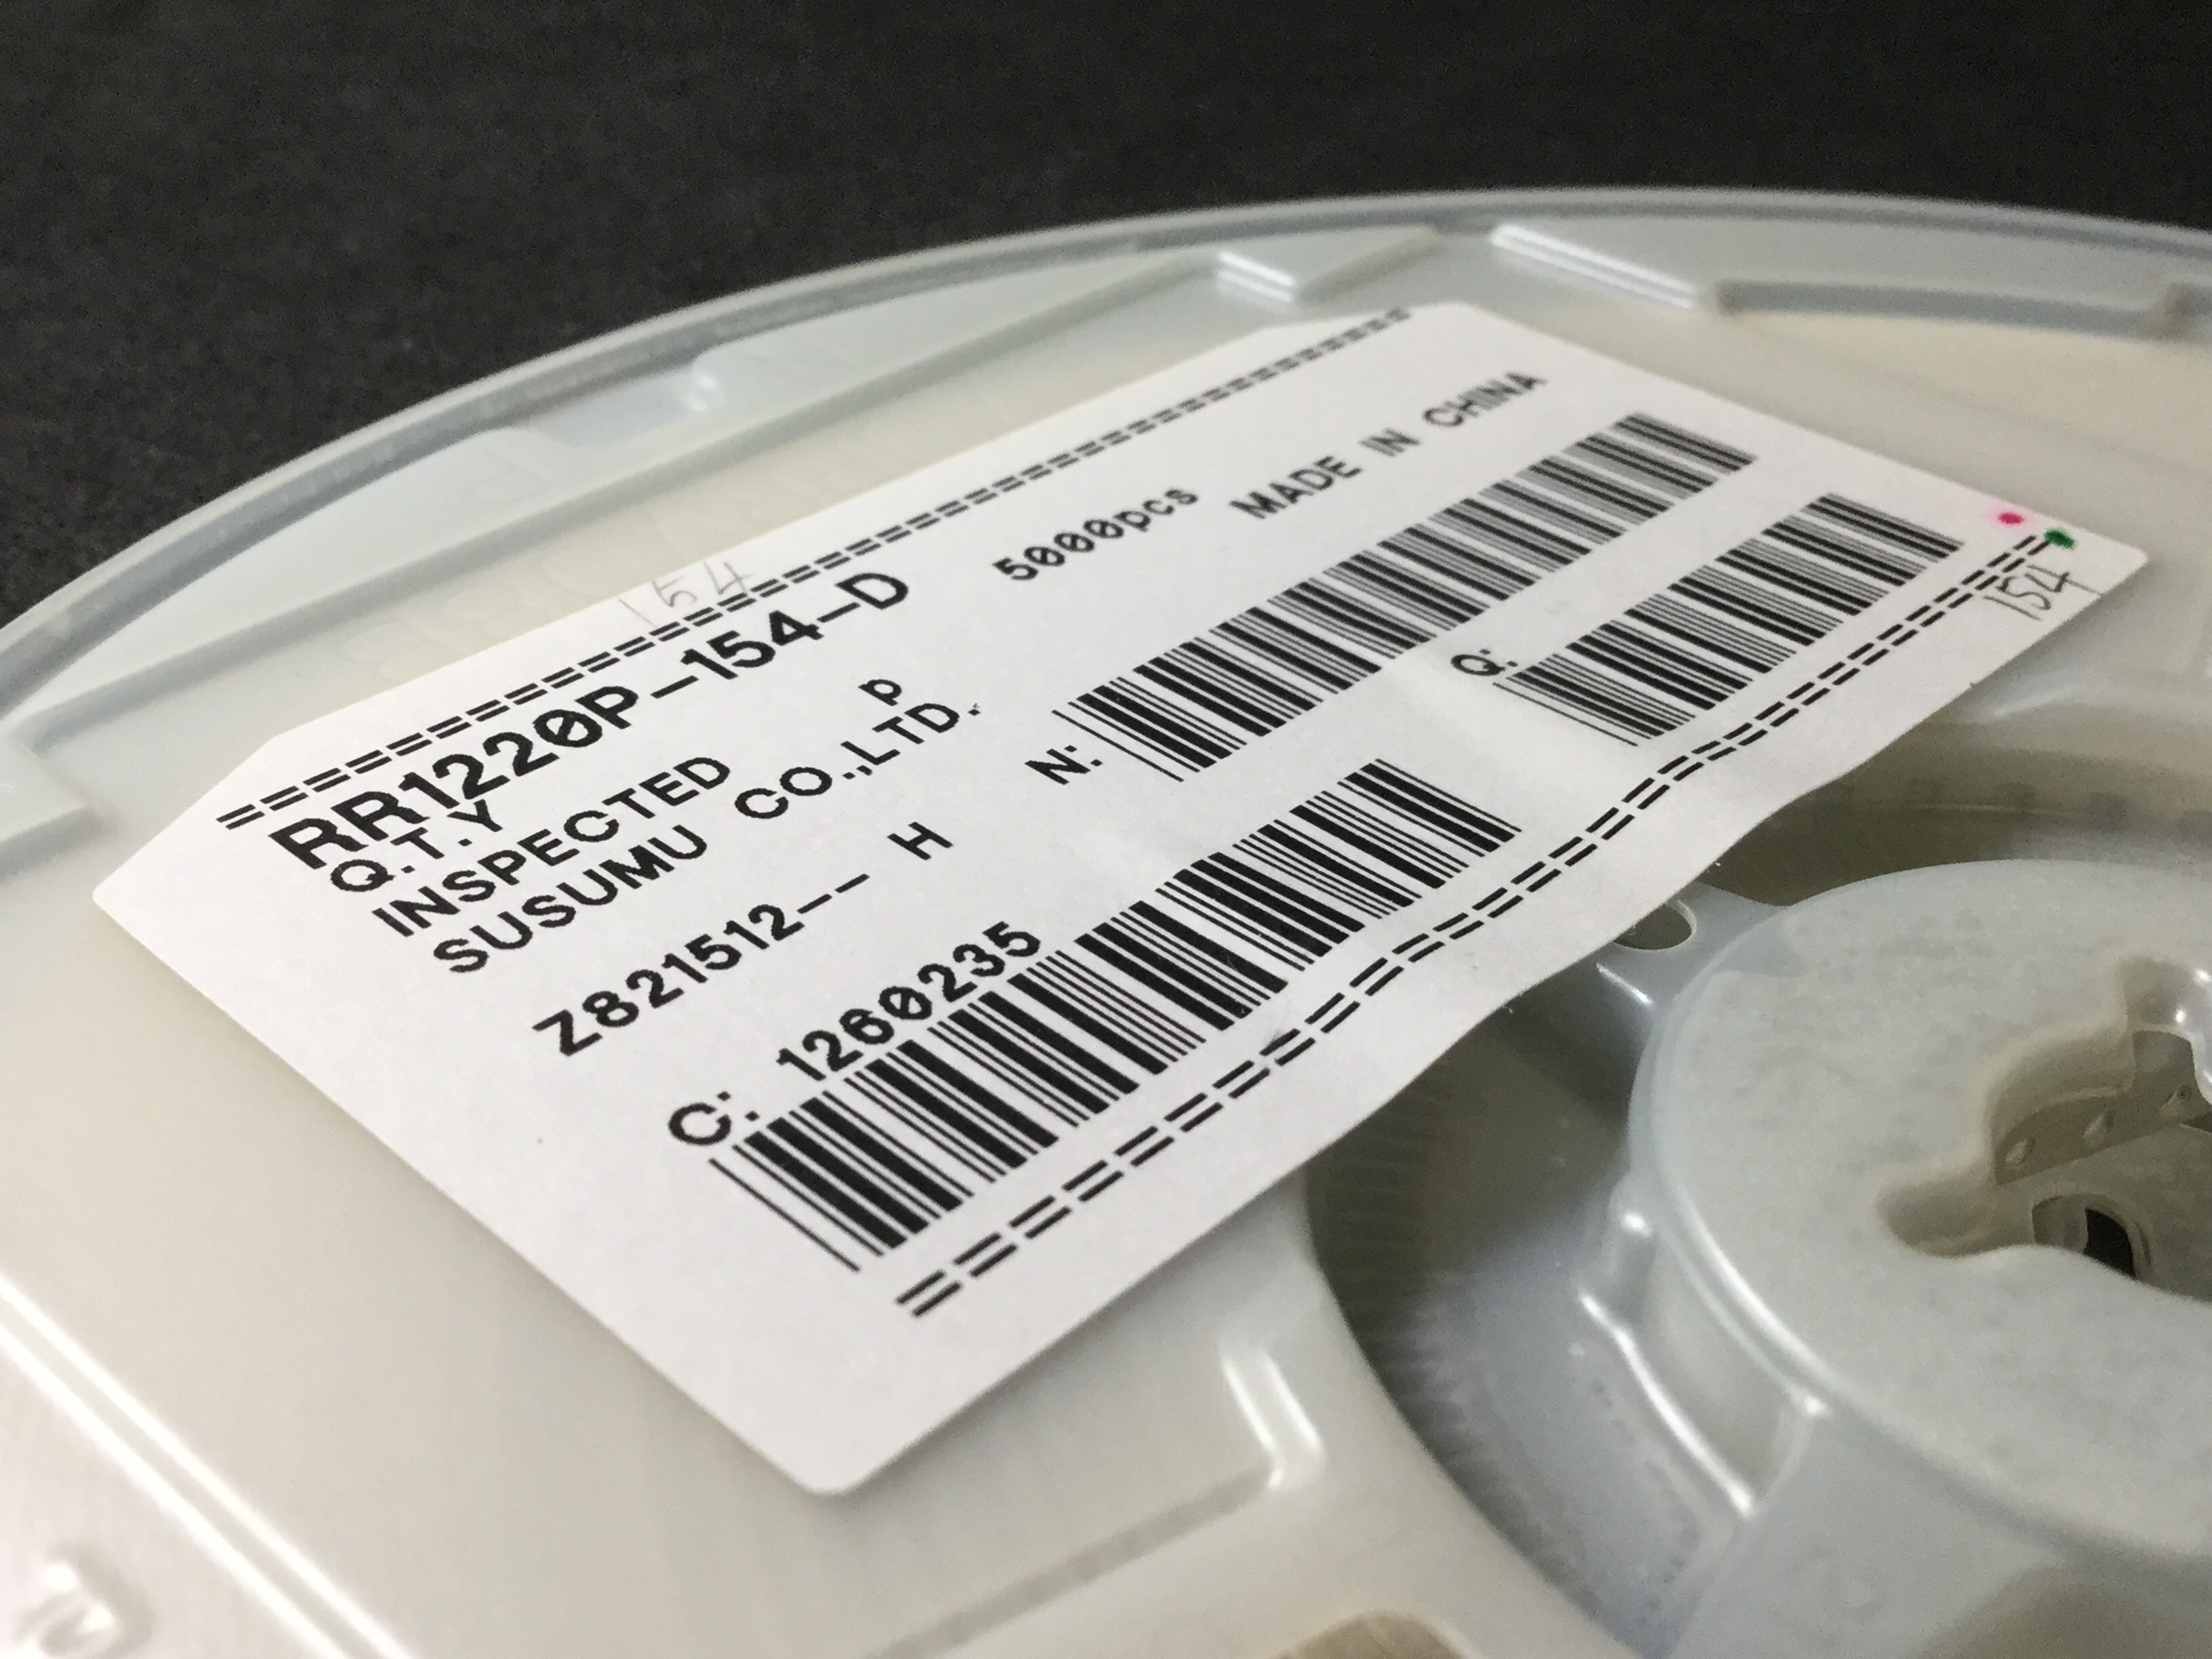 154
RR1220P-154-D
Q.T.Y 5000pcs
INSPECTED p MADE IN CHINA
SUSUMU CO.,LTD.
Z821512-- H N:
C: 1260235 Q:
154